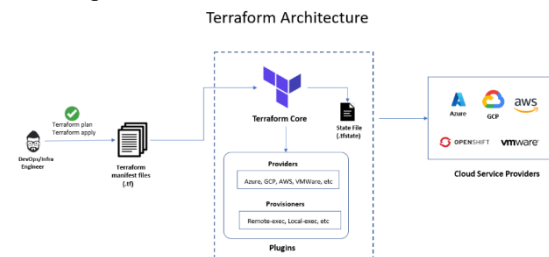 Terraform Architecture
Terraform plan
Terraform apply
DevOps/Infra
Engineer
Terraform
manifest files
(.tf)
Terraform Core
State File
(.tfstate)
Providers
Azure, GCP, AWS, VMWare, etc
Provisioners
Remote-exec, Local-exec, etc
Plugins
Azure
GCP
aws
OPENSHIFT
vmware
Cloud Service Providers